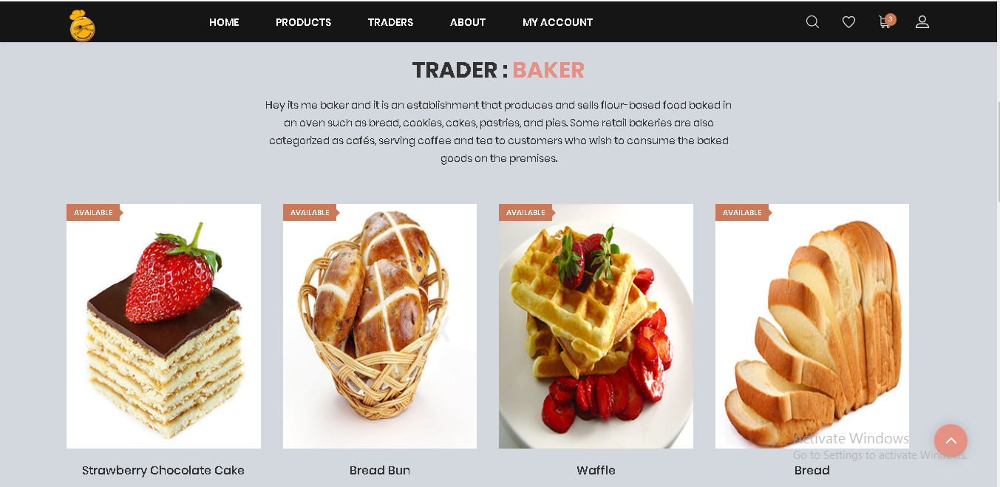 HOME PRODUCTS TRADERS ABOUT MY ACCOUNT 3
TRADER : BAKER
Hey its me baker and it is an establishment that produces and sells flour-based food baked in
an oven such as bread, cookies, cakes, pastries, and pies. Some retail bakeries are also
categorized as cafés, serving coffee and tea to customers who wish to consume the baked
goods on the premises.
AVAILABLE AVAILABLE AVAILABLE AVAILABLE
Activate Windows
Go to Settings to activate Windows.
Strawberry Chocolate Cake Bread Bun Waffle Bread